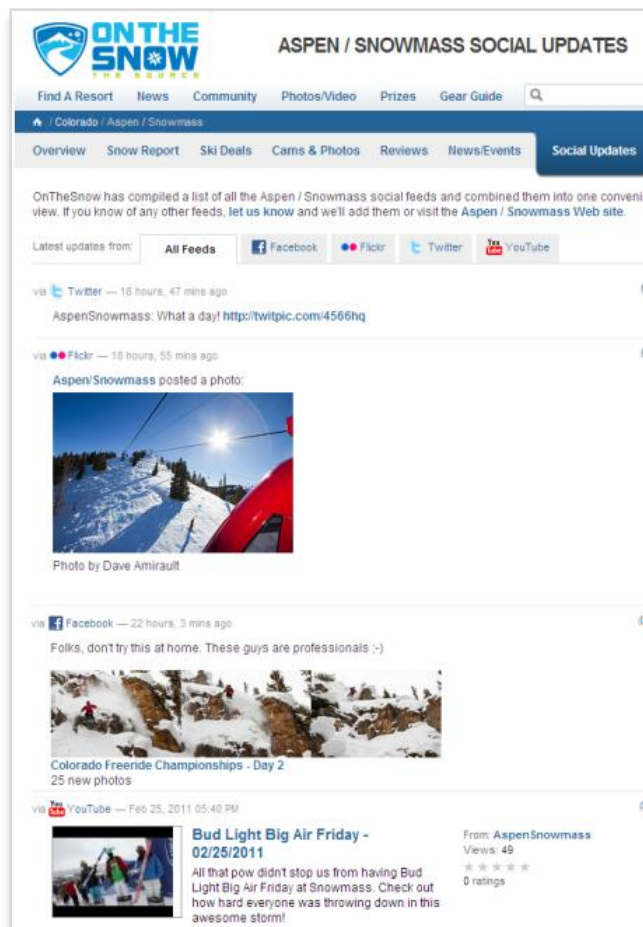 ON THE
SNOW
THE SOURCE
ASPEN / SNOWMASS SOCIAL UPDATES
Find A Resort News Community Photos/Video Prizes Gear Guide
/ Colorado / Aspen / Snowmass
Overview Snow Report Ski Deals Cams & Photos Reviews News/Events Social Updates
OnTheSnow has compiled a list of all the Aspen / Snowmass social feeds and combined them into one conveni
view. If you know of any other feeds, let us know and we'll add them or visit the Aspen / Snowmass Web site.
Latest updates from: All Feeds Facebook Flickr Twitter YouTube
via Twitter — 18 hours, 47 mins ago
AspenSnowmass: What a day! http://twitpic.com/4566hq
via Flickr — 18 hours, 55 mins ago
Aspen/Snowmass posted a photo:
Photo by Dave Amirault
via Facebook — 22 hours, 3 mins ago
Folks, don't try this at home. These guys are professionals ;-)
Colorado Freeride Championships - Day 2
25 new photos
via YouTube — Feb 25, 2011 05:40 PM
Bud Light Big Air Friday -
02/25/2011
All that pow didn't stop us from having Bud
Light Big Air Friday at Snowmass. Check out
how hard everyone was throwing down in this
awesome storm!
From: AspenSnowmass
Views: 49
0 ratings